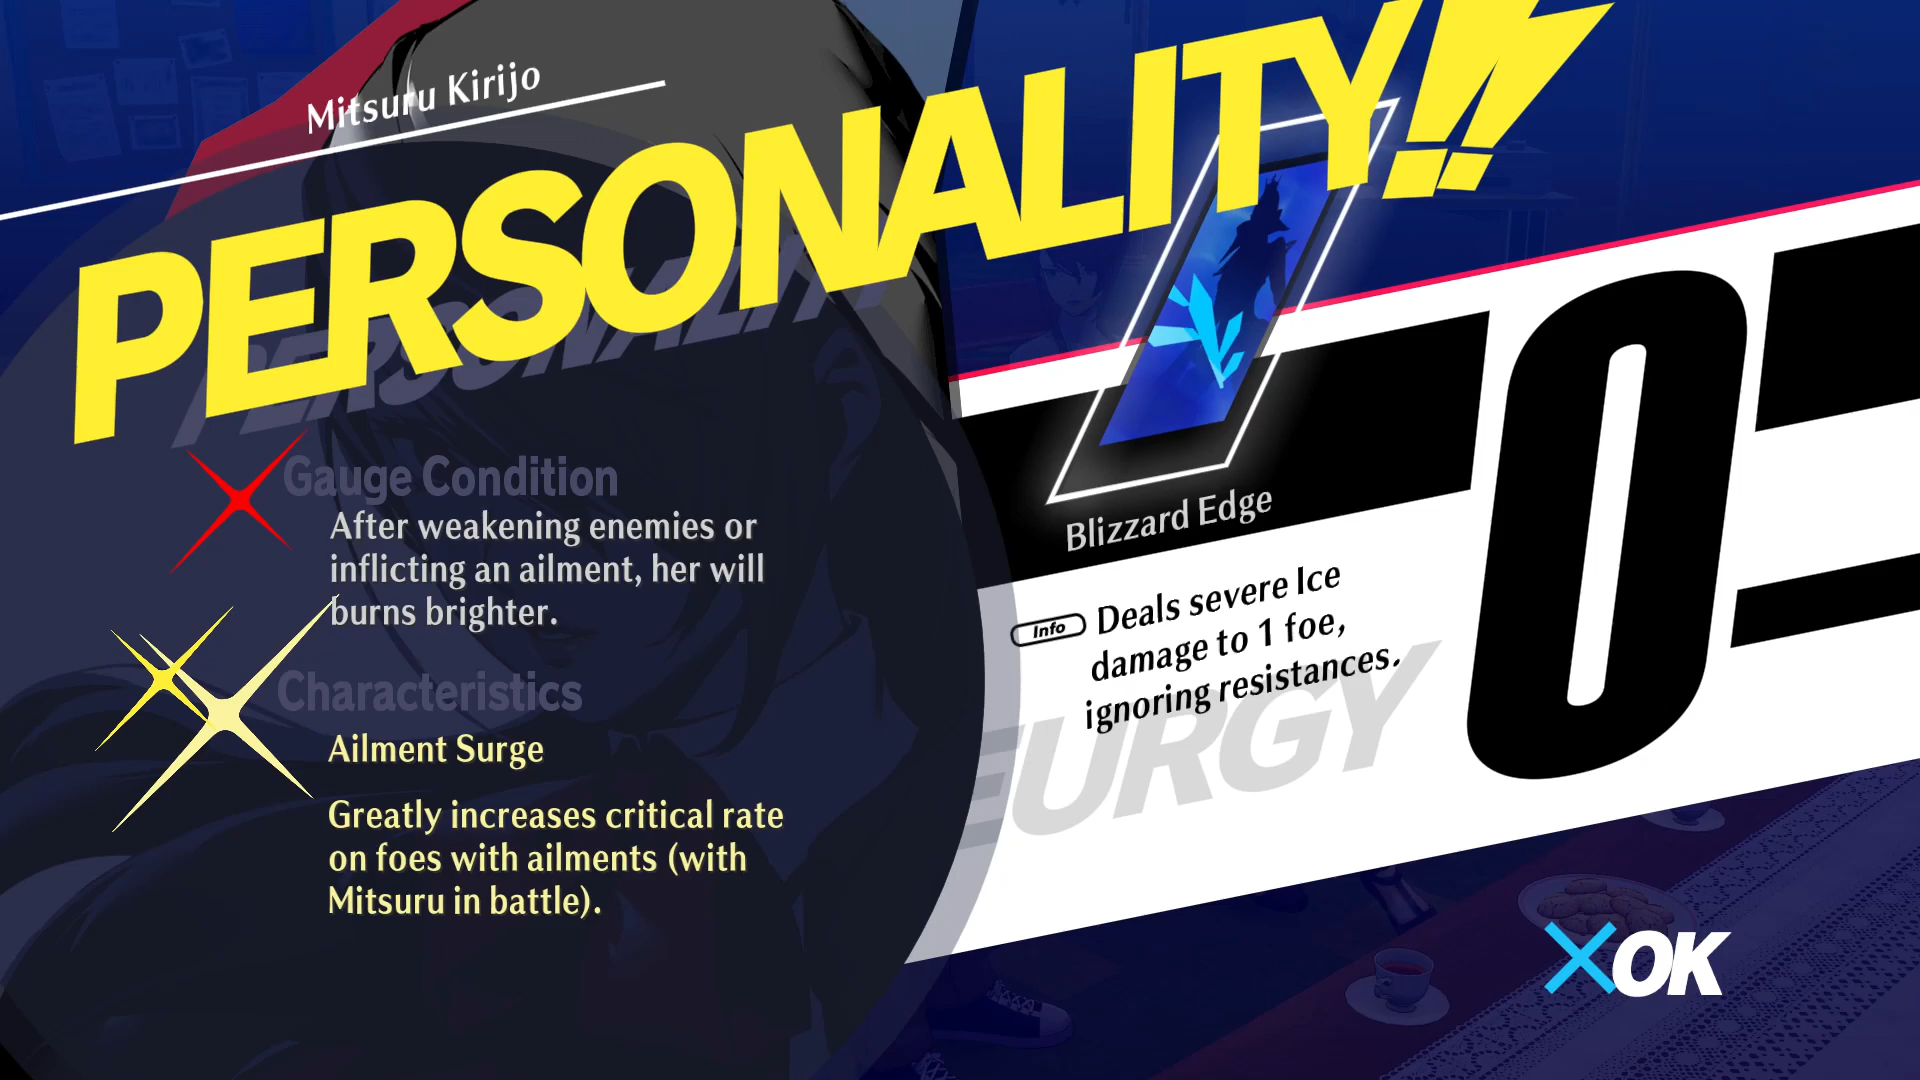 Mitsuru Kirijo
PERSONALITY!!
PERSONALITY
Gauge Condition
After weakening enemies or
inflicting an ailment, her will
burns brighter.
Characteristics
Ailment Surge
Greatly increases critical rate
on foes with ailments (with
Mitsuru in battle).
Blizzard Edge
Info
Deals severe Ice
damage to 1 foe,
ignoring resistances.
EURGY
0
OK